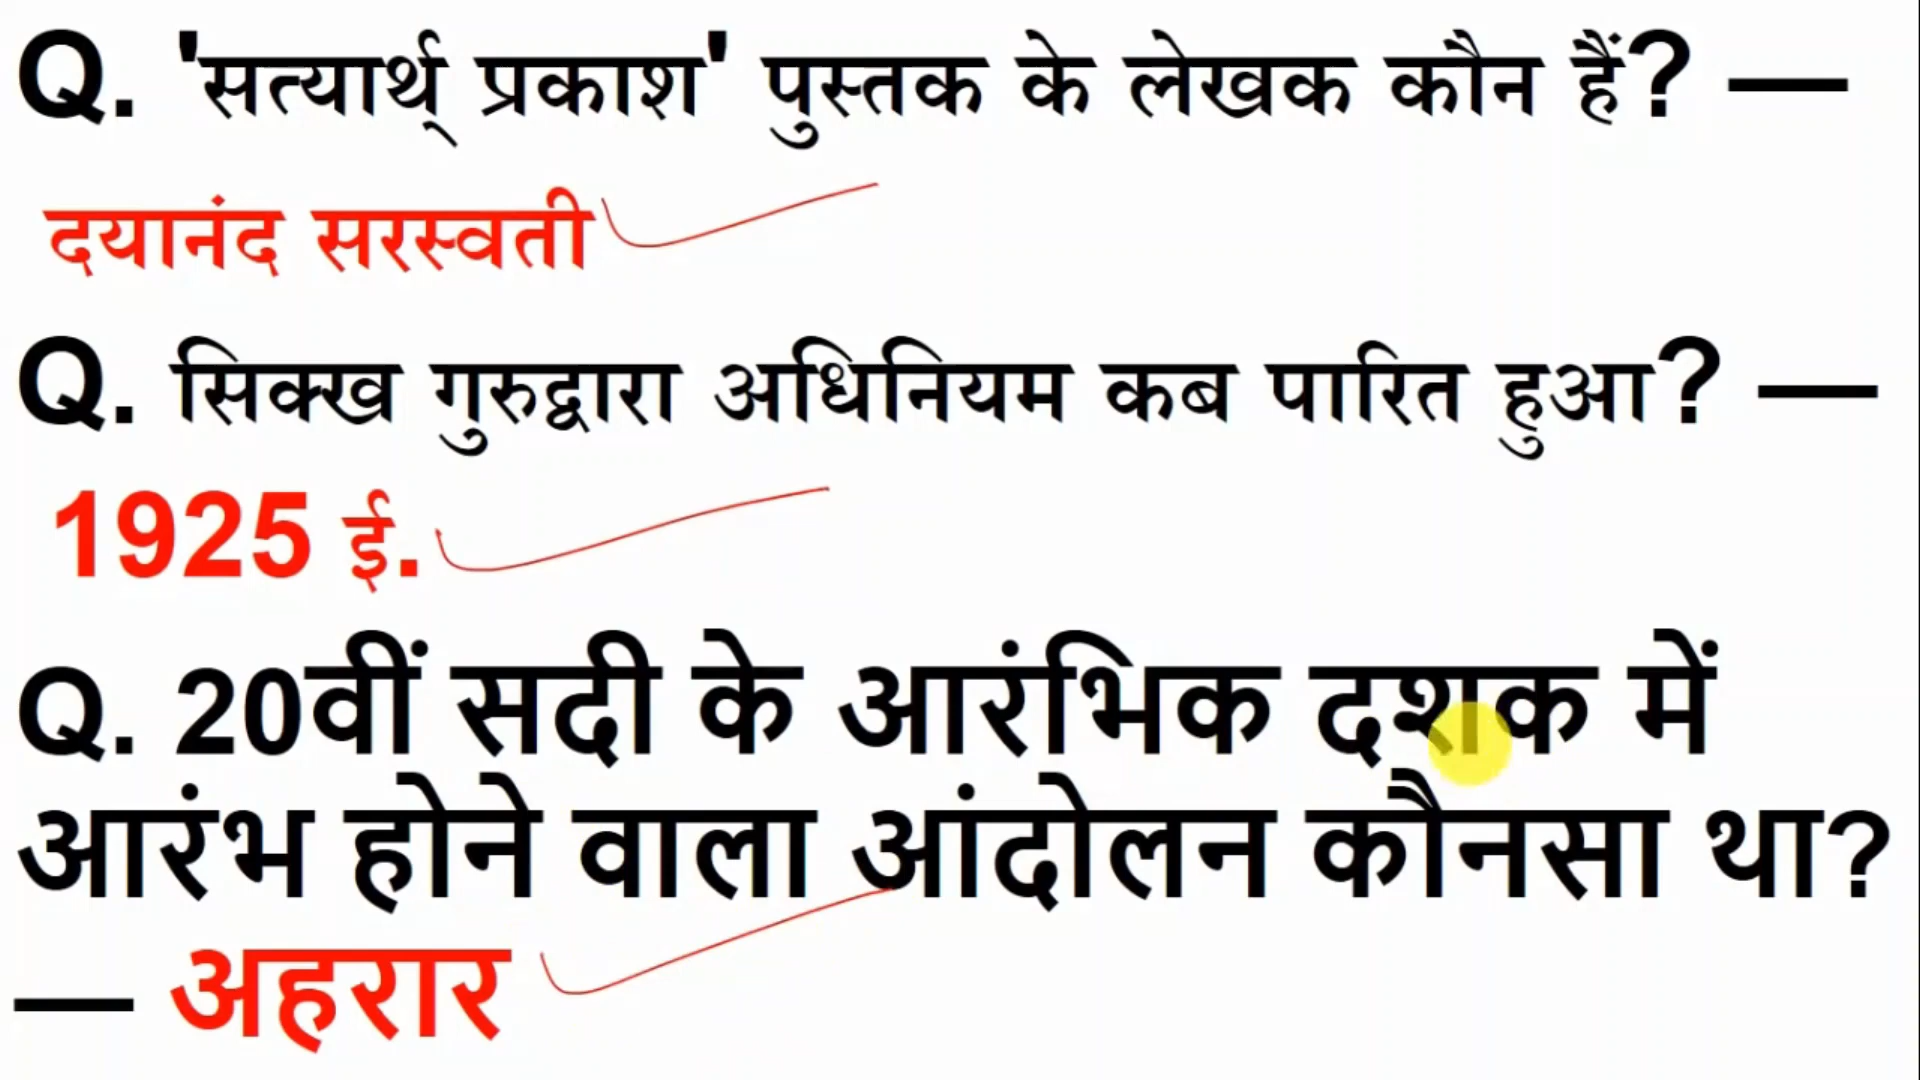 Q. 'सत्यार्थ् प्रकाश' पुस्तक के लेखक कौन हैं? —
दयानंद सरस्वती
Q. सिक्ख गुरुद्वारा अधिनियम कब पारित हुआ? —
1925 ई.
Q. 20वीं सदी के आरंभिक दशक में
आरंभ होने वाला आंदोलन कौनसा था?
— अहरार